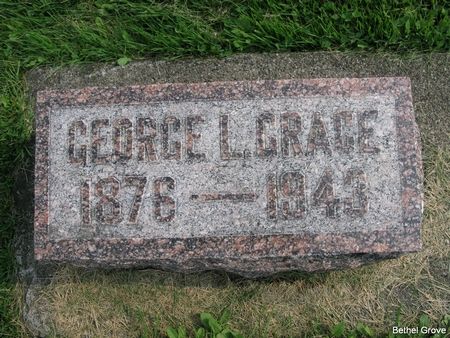 GEORGE L. GRAGE
1876 — 1943
Bethel Grove